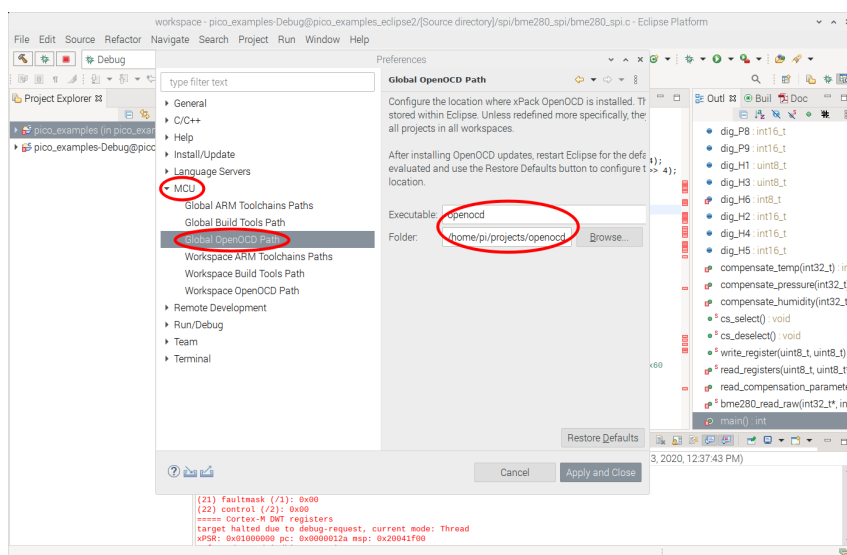 workspace - pico_examples-Debug@pico_examples_eclipse2/[Source directory]/spi/bme280_spi/bme280_spi.c - Eclipse Platform
File Edit Source Refactor Navigate Search Project Run Window Help
Debug
Preferences
type filter text
Global OpenOCD Path
Project Explorer
Outl Buil Doc
pico_examples (in pico_exar
pico_examples-Debug@picc
General
C/C++
Help
Install/Update
Language Servers
MCU
Global ARM Toolchains Paths
Global Build Tools Path
Global OpenOCD Path
Workspace ARM Toolchains Paths
Workspace Build Tools Path
Workspace OpenOCD Path
Remote Development
Run/Debug
Team
Terminal
Configure the location where xPack OpenOCD is installed. Th
stored within Eclipse. Unless redefined more specifically, they
all projects in all workspaces.
After installing OpenOCD updates, restart Eclipse for the defa
evaluated and use the Restore Defaults button to configure t
location.
Executable: openocd
Folder: /home/pi/projects/openocd Browse...
Restore Defaults
Cancel Apply and Close
4);
>> 4);
x60
dig_P8 : int16_t
dig_P9 : int16_t
dig_H1 : uint8_t
dig_H3 : uint8_t
dig_H6 : int8_t
dig_H2 : int16_t
dig_H4 : int16_t
dig_H5 : int16_t
compensate_temp(int32_t) : ir
compensate_pressure(int32_t
compensate_humidity(int32_t
cs_select() : void
cs_deselect() : void
write_register(uint8_t, uint8_t)
read_registers(uint8_t, uint8_t*
read_compensation_paramete
bme280_read_raw(int32_t*, in
main() : int
3, 2020, 12:37:43 PM)
(21) faultmask (/1): 0x00
(22) control (/2): 0x00
===== Cortex-M DWT registers
target halted due to debug-request, current mode: Thread
xPSR: 0x01000000 pc: 0x0000012a msp: 0x20041f00